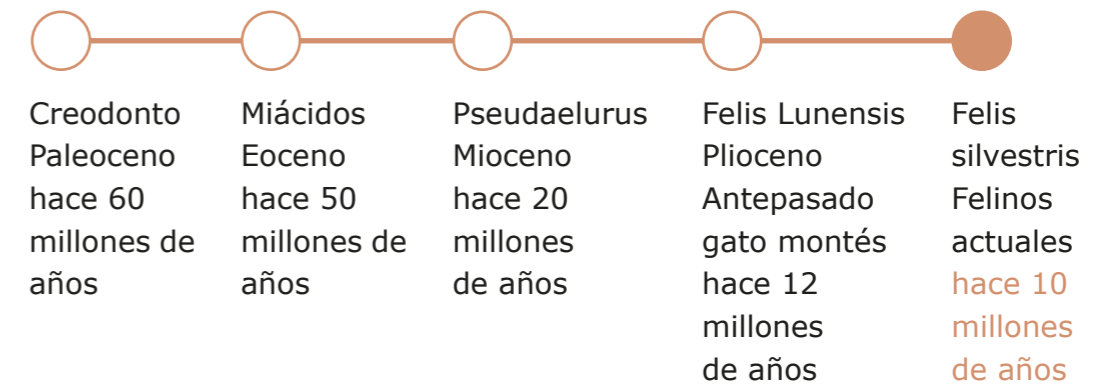 Creodonto
Paleoceno
hace 60
millones de
años
Miácidos
Eoceno
hace 50
millones de
años
Pseudaelurus
Mioceno
hace 20
millones
de años
Felis Lunensis
Plioceno
Antepasado
gato montés
hace 12
millones
de años
Felis
silvestris
Felinos
actuales
hace 10
millones
de años